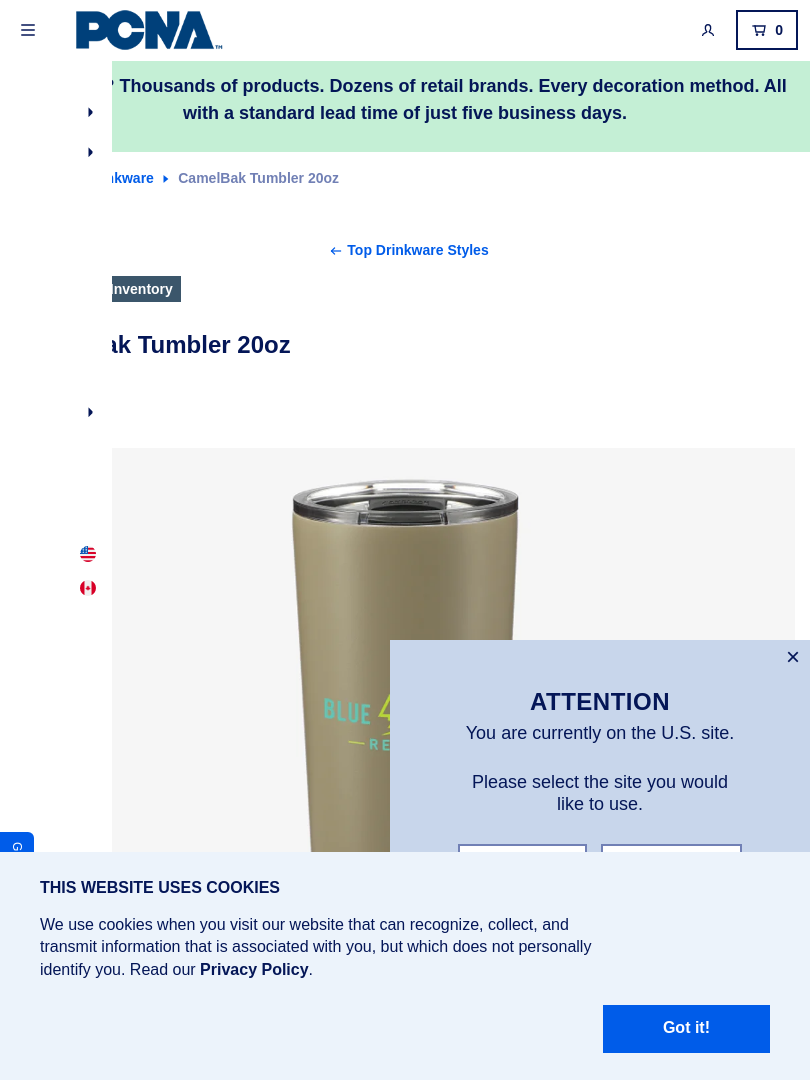 PCNA™
0
? Thousands of products. Dozens of retail brands. Every decoration method. All
with a standard lead time of just five business days.
nkware CamelBak Tumbler 20oz
Top Drinkware Styles
Inventory
ak Tumbler 20oz
BLUE
RE
ATTENTION
You are currently on the U.S. site.
Please select the site you would
like to use.
G
THIS WEBSITE USES COOKIES
We use cookies when you visit our website that can recognize, collect, and
transmit information that is associated with you, but which does not personally
identify you. Read our Privacy Policy.
Got it!